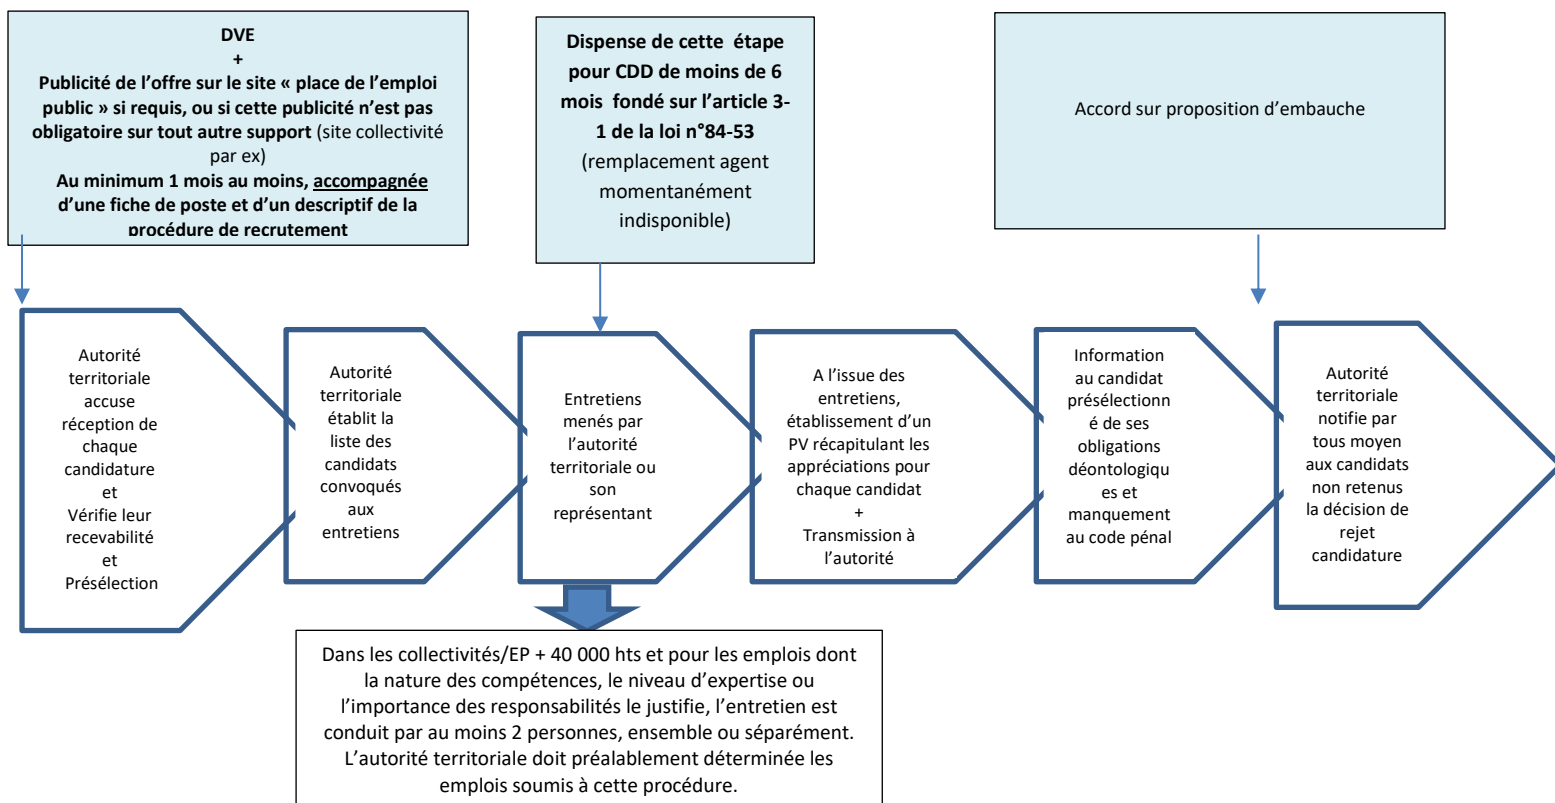 DVE
+
Publicité de l’offre sur le site « place de l’emploi
public » si requis, ou si cette publicité n’est pas
obligatoire sur tout autre support (site collectivité
par ex)
Au minimum 1 mois au moins, accompagnée
d’une fiche de poste et d’un descriptif de la
procédure de recrutement
Dispense de cette étape
pour CDD de moins de 6
mois fondé sur l’article 3-
1 de la loi n°84-53
(remplacement agent
momentanément
indisponible)
Accord sur proposition d’embauche
Autorité
territoriale
accuse
réception de
chaque
candidature
et
Vérifie leur
recevabilité
et
Présélection
Autorité
territoriale
établit la
liste des
candidats
convoqués
aux
entretiens
Entretiens
menés par
l’autorité
territoriale ou
son
représentant
A l’issue des
entretiens,
établissement d’un
PV récapitulant les
appréciations pour
chaque candidat
+
Transmission à
l’autorité
Information
au candidat
présélectionn
é de ses
obligations
déontologiqu
es et
manquement
au code pénal
Autorité
territoriale
notifie par
tous moyen
aux candidats
non retenus
la décision de
rejet
candidature
Dans les collectivités/EP + 40 000 hts et pour les emplois dont
la nature des compétences, le niveau d’expertise ou
l’importance des responsabilités le justifie, l’entretien est
conduit par au moins 2 personnes, ensemble ou séparément.
L’autorité territoriale doit préalablement déterminée les
emplois soumis à cette procédure.